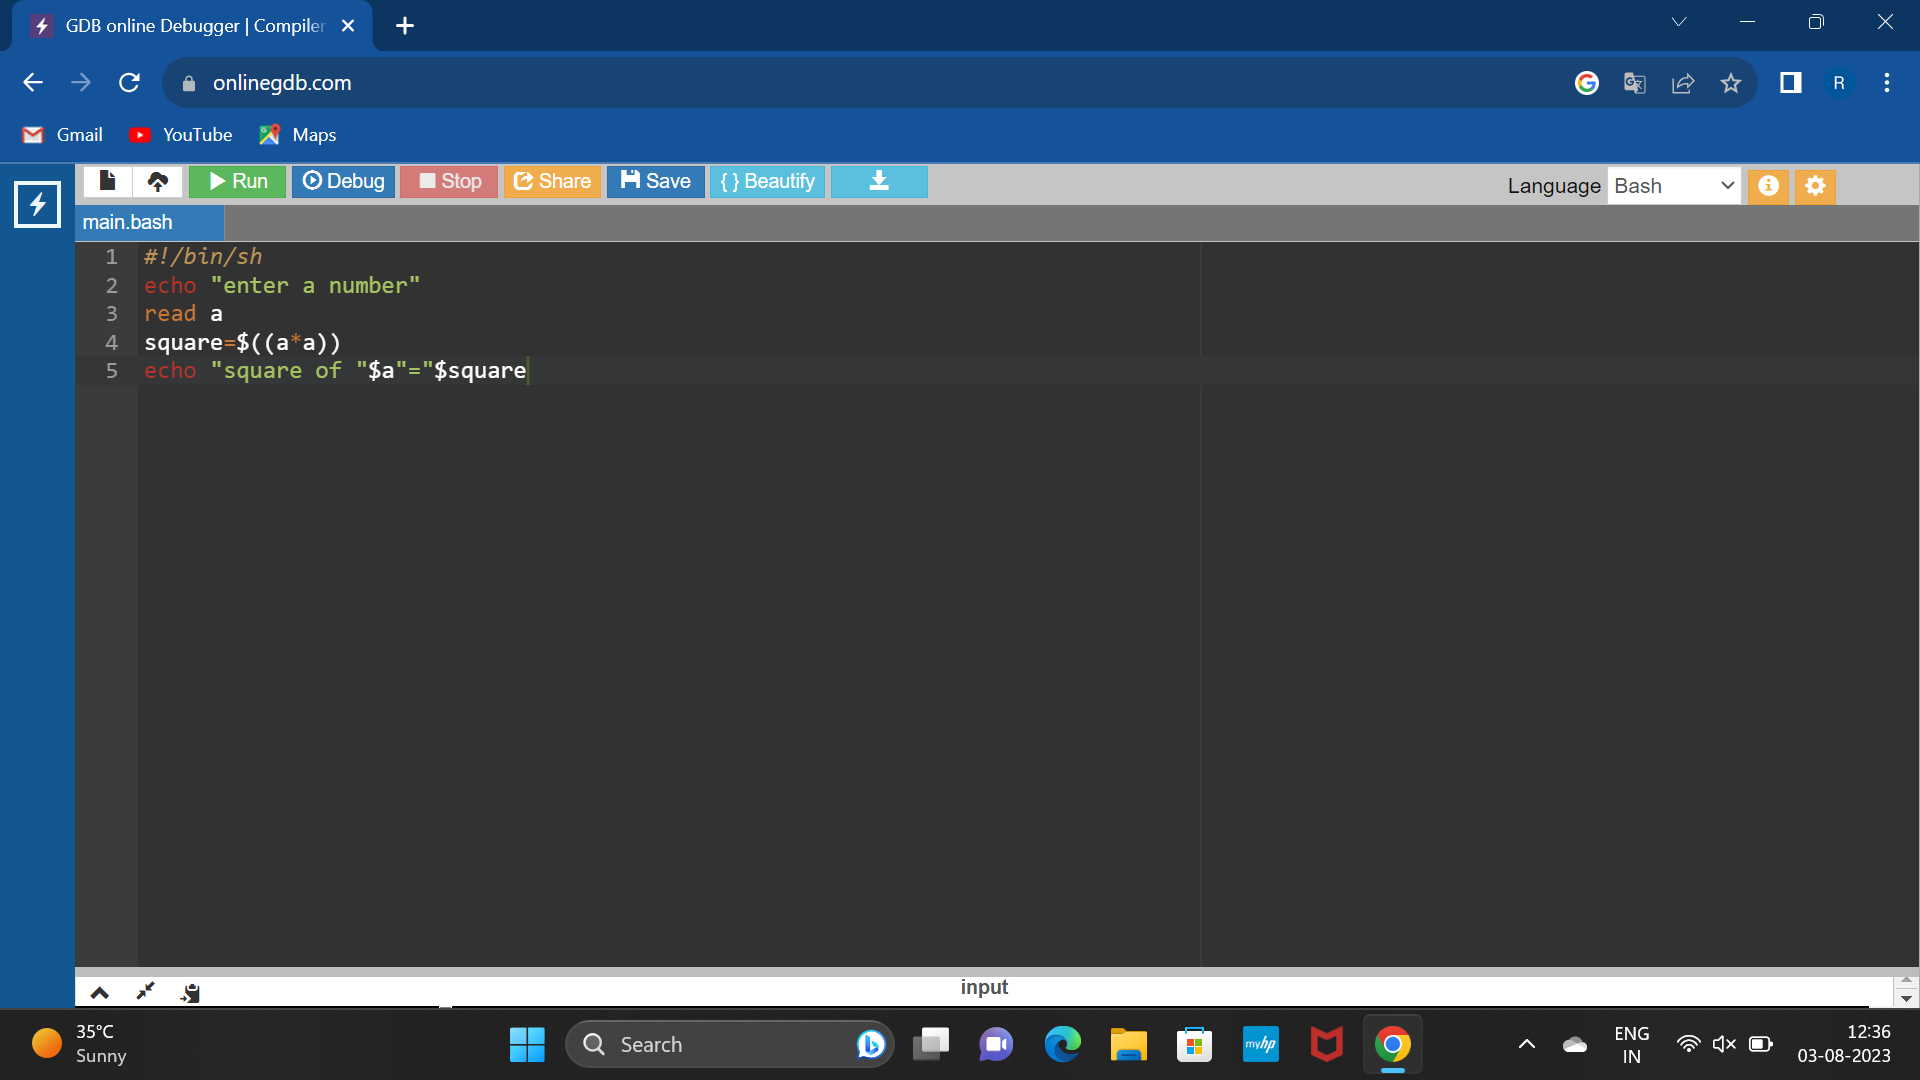 GDB online Debugger | Compiler
onlinegdb.com
R
Gmail YouTube Maps
Run Debug Stop Share Save { } Beautify Language Bash
main.bash
1 #!/bin/sh
2 echo "enter a number"
3 read a
4 square=$((a*a))
5 echo "square of "$a"="$square
input
35°C
Sunny
Search
myhp
ENG
IN
12:36
03-08-2023